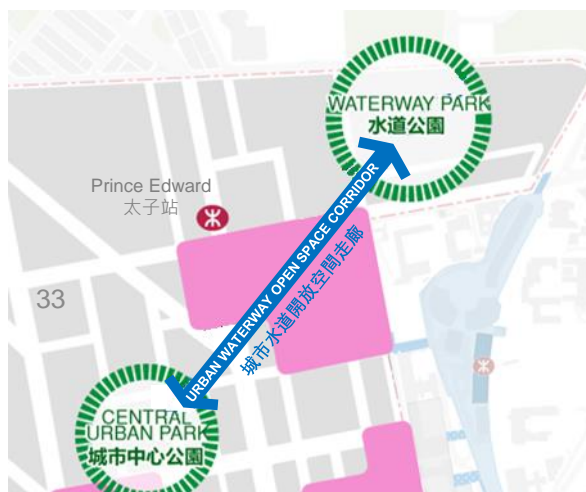 WATERWAY PARK
水道公園
Prince Edward
太子站
URBAN WATERWAY OPEN SPACE CORRIDOR
城市水道開放空間走廊
33
CENTRAL
URBAN PARK
城市中心公園